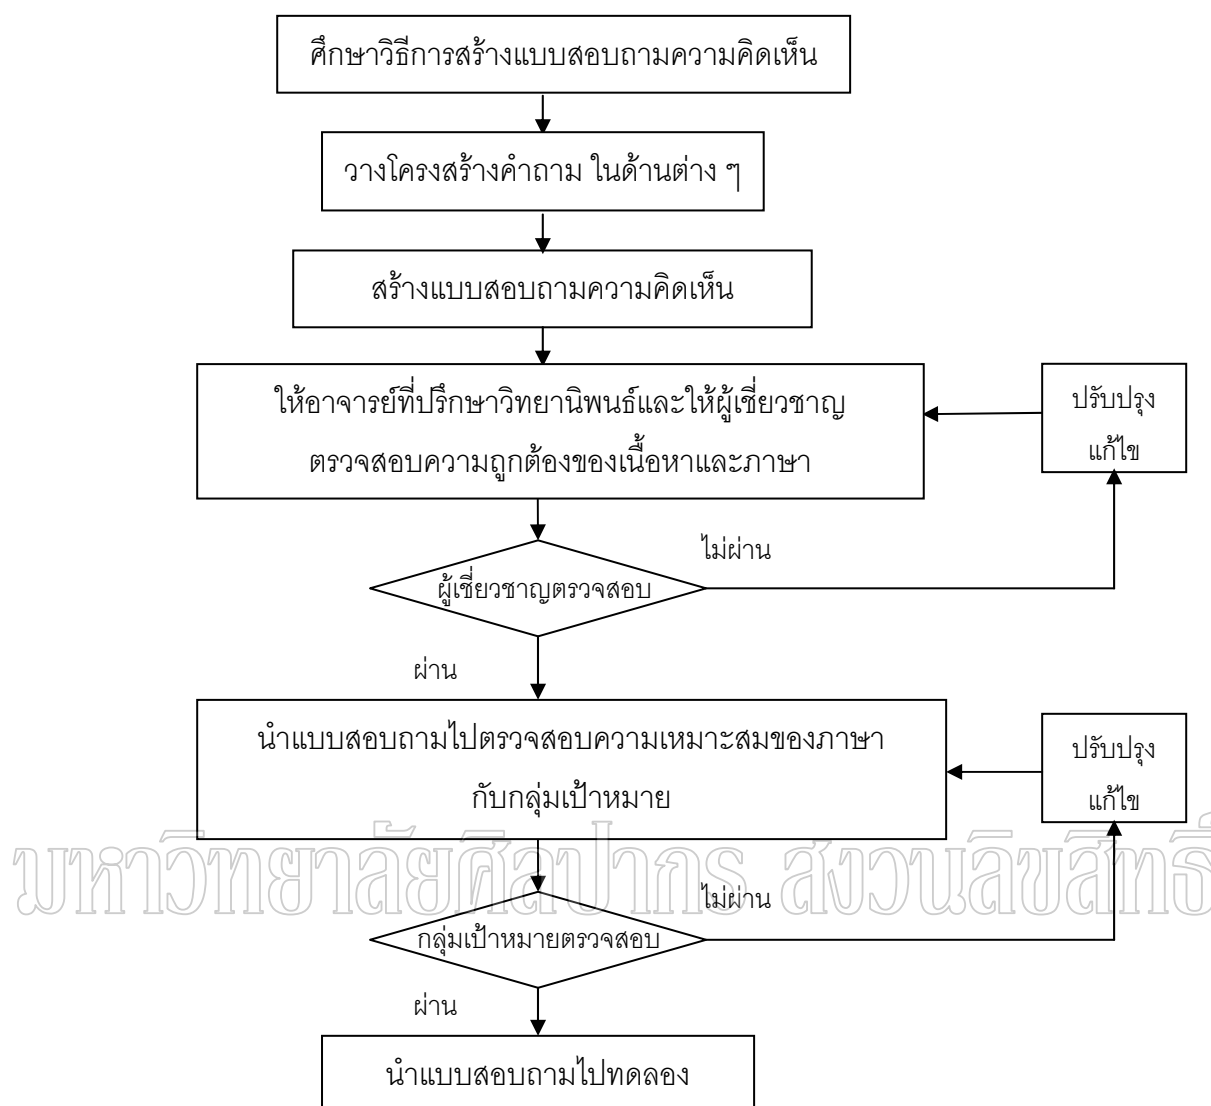 ศึกษาวิธีการสร้างแบบสอบถามความคิดเห็น
วางโครงสร้างคำถาม ในด้านต่าง ๆ
สร้างแบบสอบถามความคิดเห็น
ให้อาจารย์ที่ปรึกษาวิทยานิพนธ์และให้ผู้เชี่ยวชาญ
ตรวจสอบความถูกต้องของเนื้อหาและภาษา
ปรับปรุง
แก้ไข
ไม่ผ่าน
ผู้เชี่ยวชาญตรวจสอบ
ผ่าน
นำแบบสอบถามไปตรวจสอบความเหมาะสมของภาษา
กับกลุ่มเป้าหมาย
ปรับปรุง
แก้ไข
มหาวิทยาลัยศิลปากร สงวนลิขสิทธิ์
ไม่ผ่าน
กลุ่มเป้าหมายตรวจสอบ
ผ่าน
นำแบบสอบถามไปทดลอง